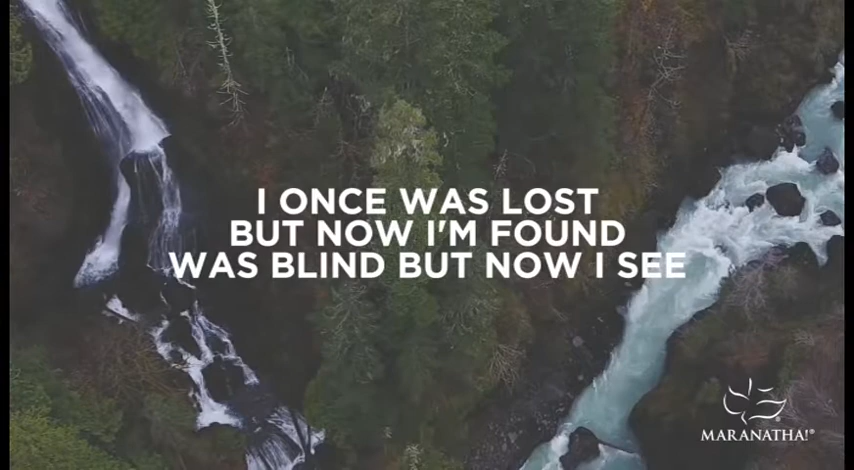 I ONCE WAS LOST
BUT NOW I'M FOUND
WAS BLIND BUT NOW I SEE
MARANATHA!®